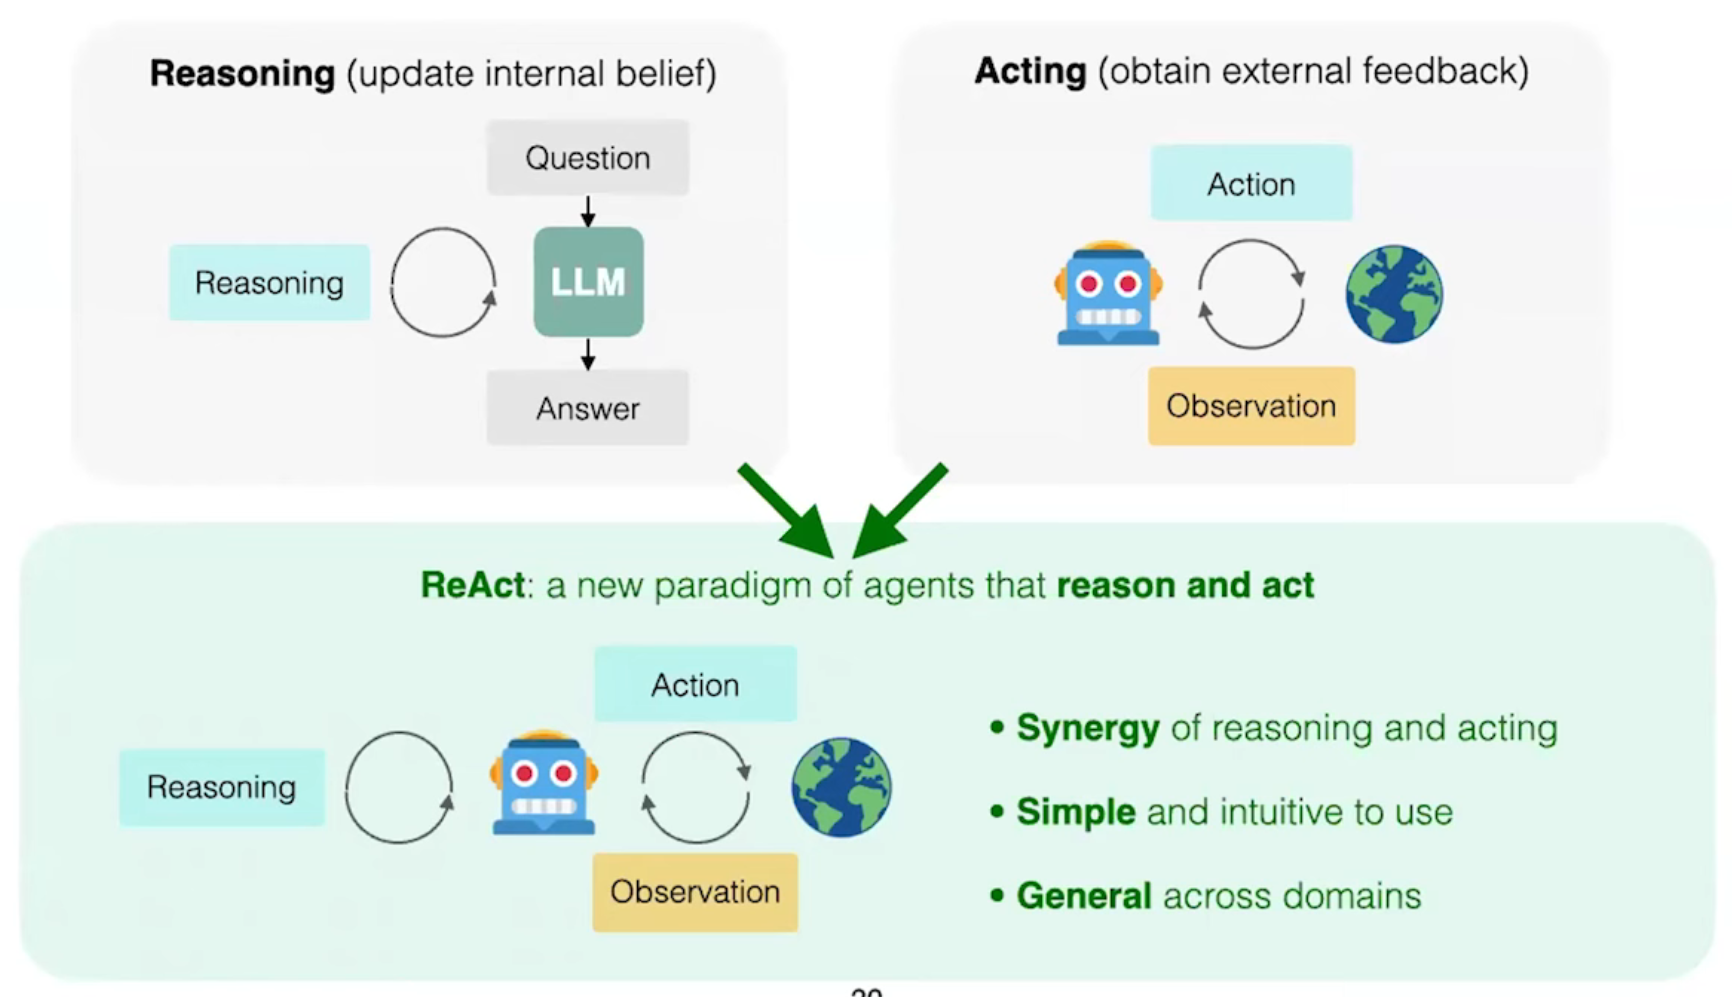 Reasoning (update internal belief)
Question
Reasoning
LLM
Answer
Acting (obtain external feedback)
Action
Observation
ReAct: a new paradigm of agents that reason and act
Action
Reasoning
Observation
• Synergy of reasoning and acting
• Simple and intuitive to use
• General across domains